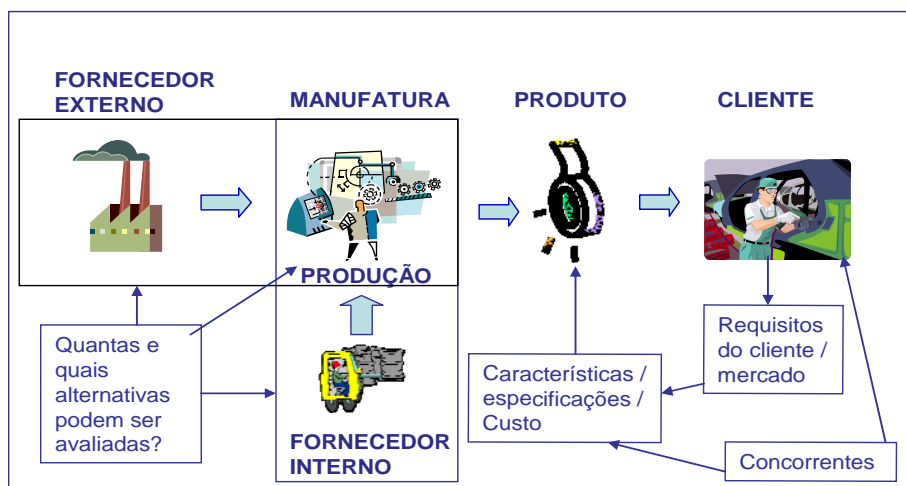 FORNECEDOR
EXTERNO
MANUFATURA
PRODUTO
CLIENTE
PRODUÇÃO
Quantas e
quais
alternativas
podem ser
avaliadas?
FORNECEDOR
INTERNO
Características /
especificações /
Custo
Requisitos
do cliente /
mercado
Concorrentes